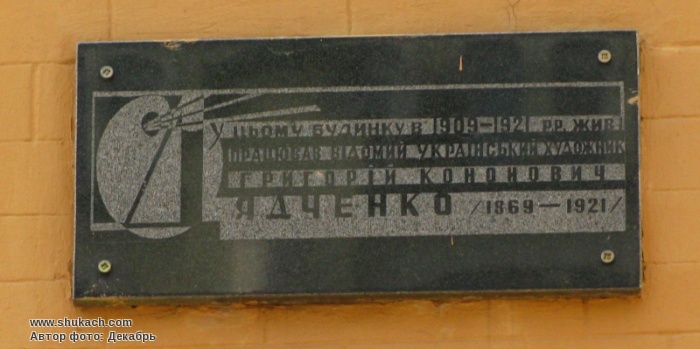 У ЦЬОМУ БУДИНКУ В 1909–1921 РР. ЖИВ І
ПРАЦЮВАВ ВІДОМИЙ УКРАЇНСЬКИЙ ХУДОЖНИК
ГРИГОРІЙ КОНОНОВИЧ
ЯДЧЕНКО /1869–1921/
www.shukach.com
Автор фото: Декабрь